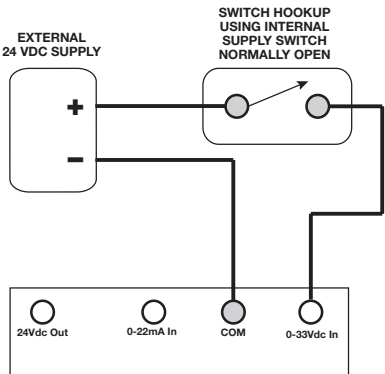 EXTERNAL
24 VDC SUPPLY
SWITCH HOOKUP
USING INTERNAL
SUPPLY SWITCH
NORMALLY OPEN
+
−
24Vdc Out
0-22mA In
COM
0-33Vdc In